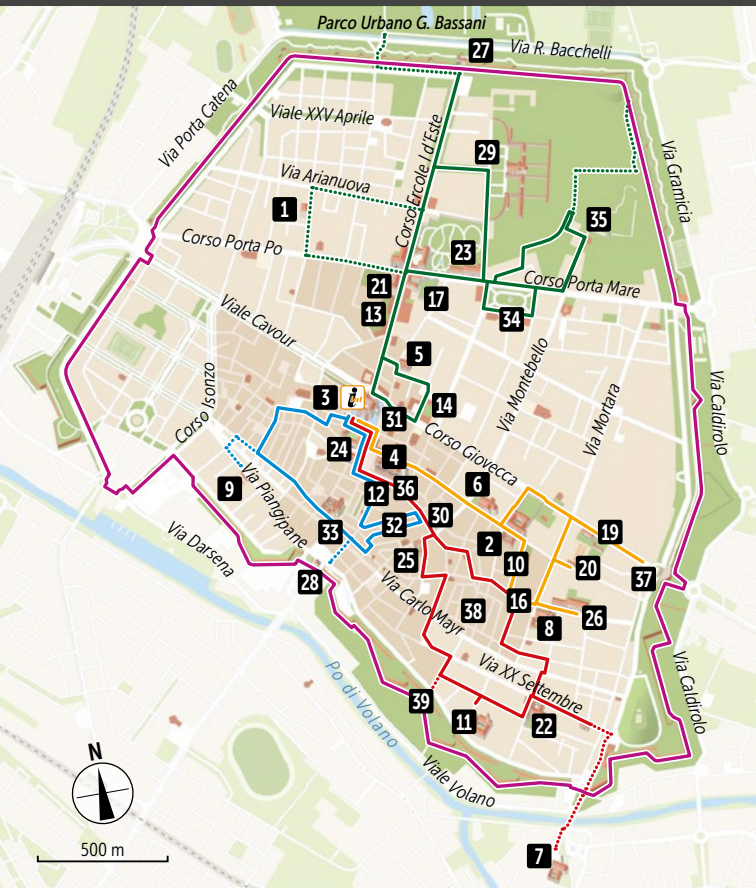 Parco Urbano G. Bassani
27
Via R. Bacchelli
Via Porta Catena
Viale XXV Aprile
Corso Ercole I d'Este
29
Via Gramicia
Via Arianuova
1
35
Corso Porta Po
23
21
17
Corso Porta Mare
13
34
Viale Cavour
5
Via Montebello
Via Caldirolo
3
i
14
Corso Isonzo
31
Via Mortara
24
4
Corso Giovecca
9
Via Piangipane
12
36
6
33
32
30
19
Via Darsena
25
2
10
20
37
28
Via Carlo Mayr
38
16
8
26
Po di Volano
Via XX Settembre
Via Caldirolo
39
11
22
N
Viale Volano
500 m
7